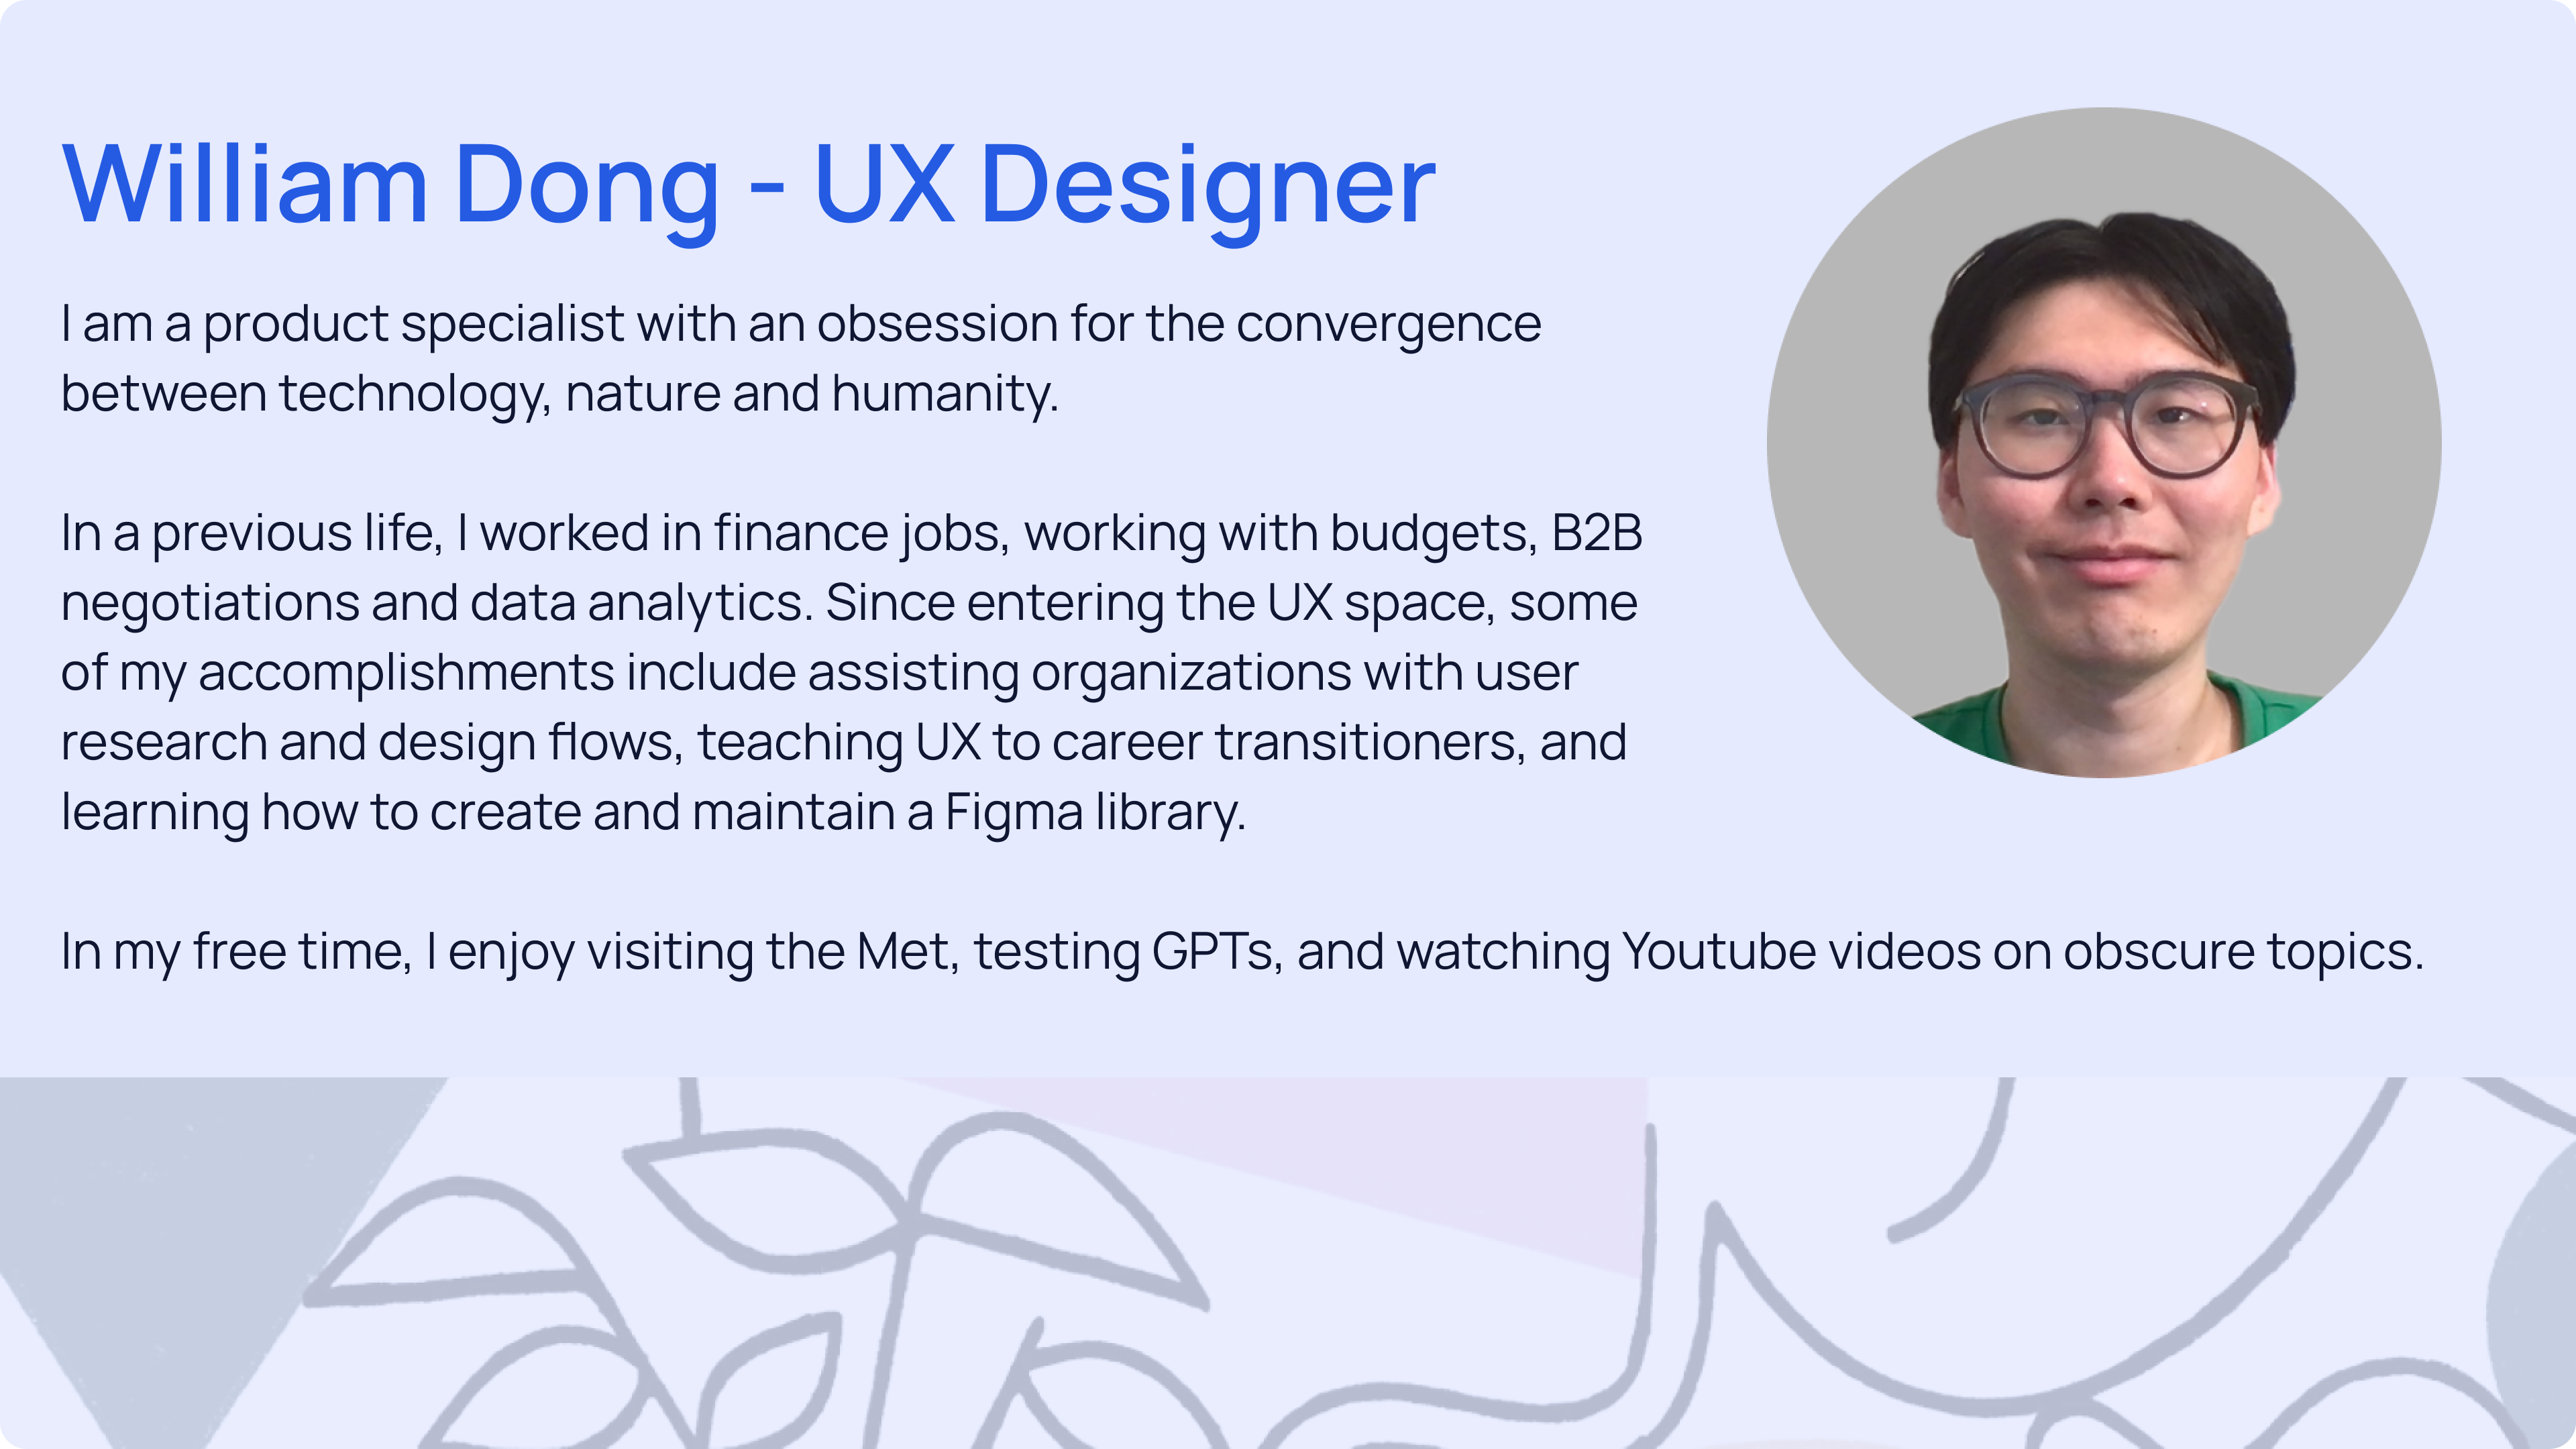 William Dong - UX Designer
I am a product specialist with an obsession for the convergence
between technology, nature and humanity.
In a previous life, I worked in finance jobs, working with budgets, B2B
negotiations and data analytics. Since entering the UX space, some
of my accomplishments include assisting organizations with user
research and design flows, teaching UX to career transitioners, and
learning how to create and maintain a Figma library.
In my free time, I enjoy visiting the Met, testing GPTs, and watching Youtube videos on obscure topics.